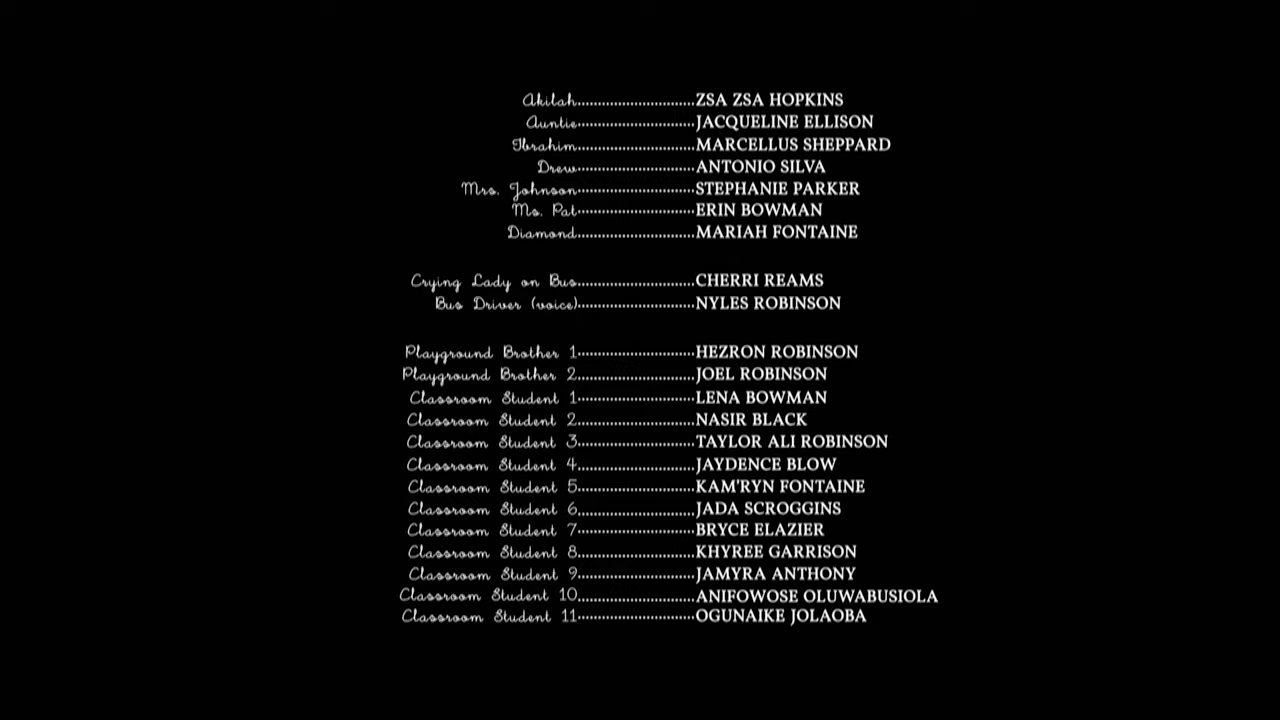 Akilah..............................ZSA ZSA HOPKINS
Auntie..............................JACQUELINE ELLISON
Ibrahim..............................MARCELLUS SHEPPARD
Drew..............................ANTONIO SILVA
Mrs. Johnson..............................STEPHANIE PARKER
Ms. Pat..............................ERIN BOWMAN
Diamond..............................MARIAH FONTAINE
Crying Lady on Bus..............................CHERRI REAMS
Bus Driver (voice)..............................NYLES ROBINSON
Playground Brother 1..............................HEZRON ROBINSON
Playground Brother 2..............................JOEL ROBINSON
Classroom Student 1..............................LENA BOWMAN
Classroom Student 2..............................NASIR BLACK
Classroom Student 3..............................TAYLOR ALI ROBINSON
Classroom Student 4..............................JAYDENCE BLOW
Classroom Student 5..............................KAM'RYN FONTAINE
Classroom Student 6..............................JADA SCROGGINS
Classroom Student 7..............................BRYCE ELAZIER
Classroom Student 8..............................KHYREE GARRISON
Classroom Student 9..............................JAMYRA ANTHONY
Classroom Student 10..............................ANIFOWOSE OLUWABUSIOLA
Classroom Student 11..............................OGUNAIKE JOLAOBA